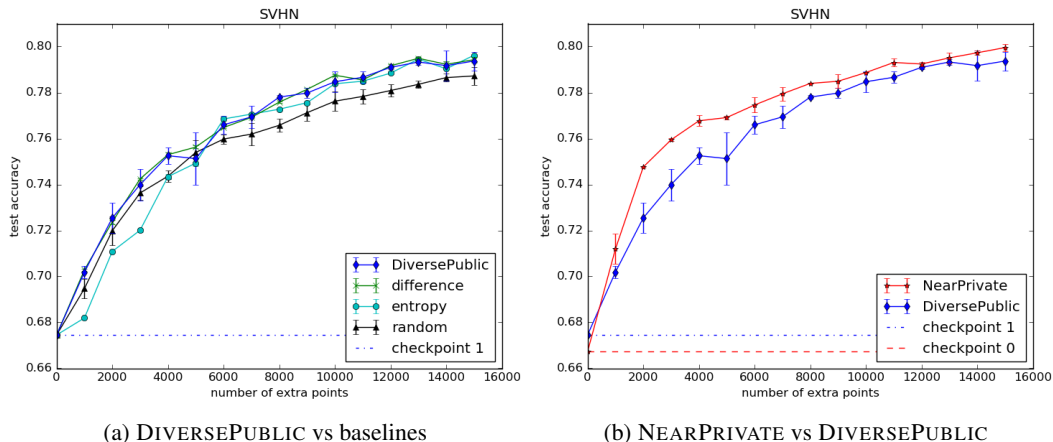 SVHN
0.80
0.78
0.76
0.74
0.72
0.70
0.68
0.66
test accuracy
0 2000 4000 6000 8000 10000 12000 14000 16000
number of extra points
DiversePublic
difference
entropy
random
checkpoint 1
(a) DIVERSEPUBLIC vs baselines
SVHN
0.80
0.78
0.76
0.74
0.72
0.70
0.68
0.66
test accuracy
0 2000 4000 6000 8000 10000 12000 14000 16000
number of extra points
NearPrivate
DiversePublic
checkpoint 1
checkpoint 0
(b) NEARPRIVATE vs DIVERSEPUBLIC